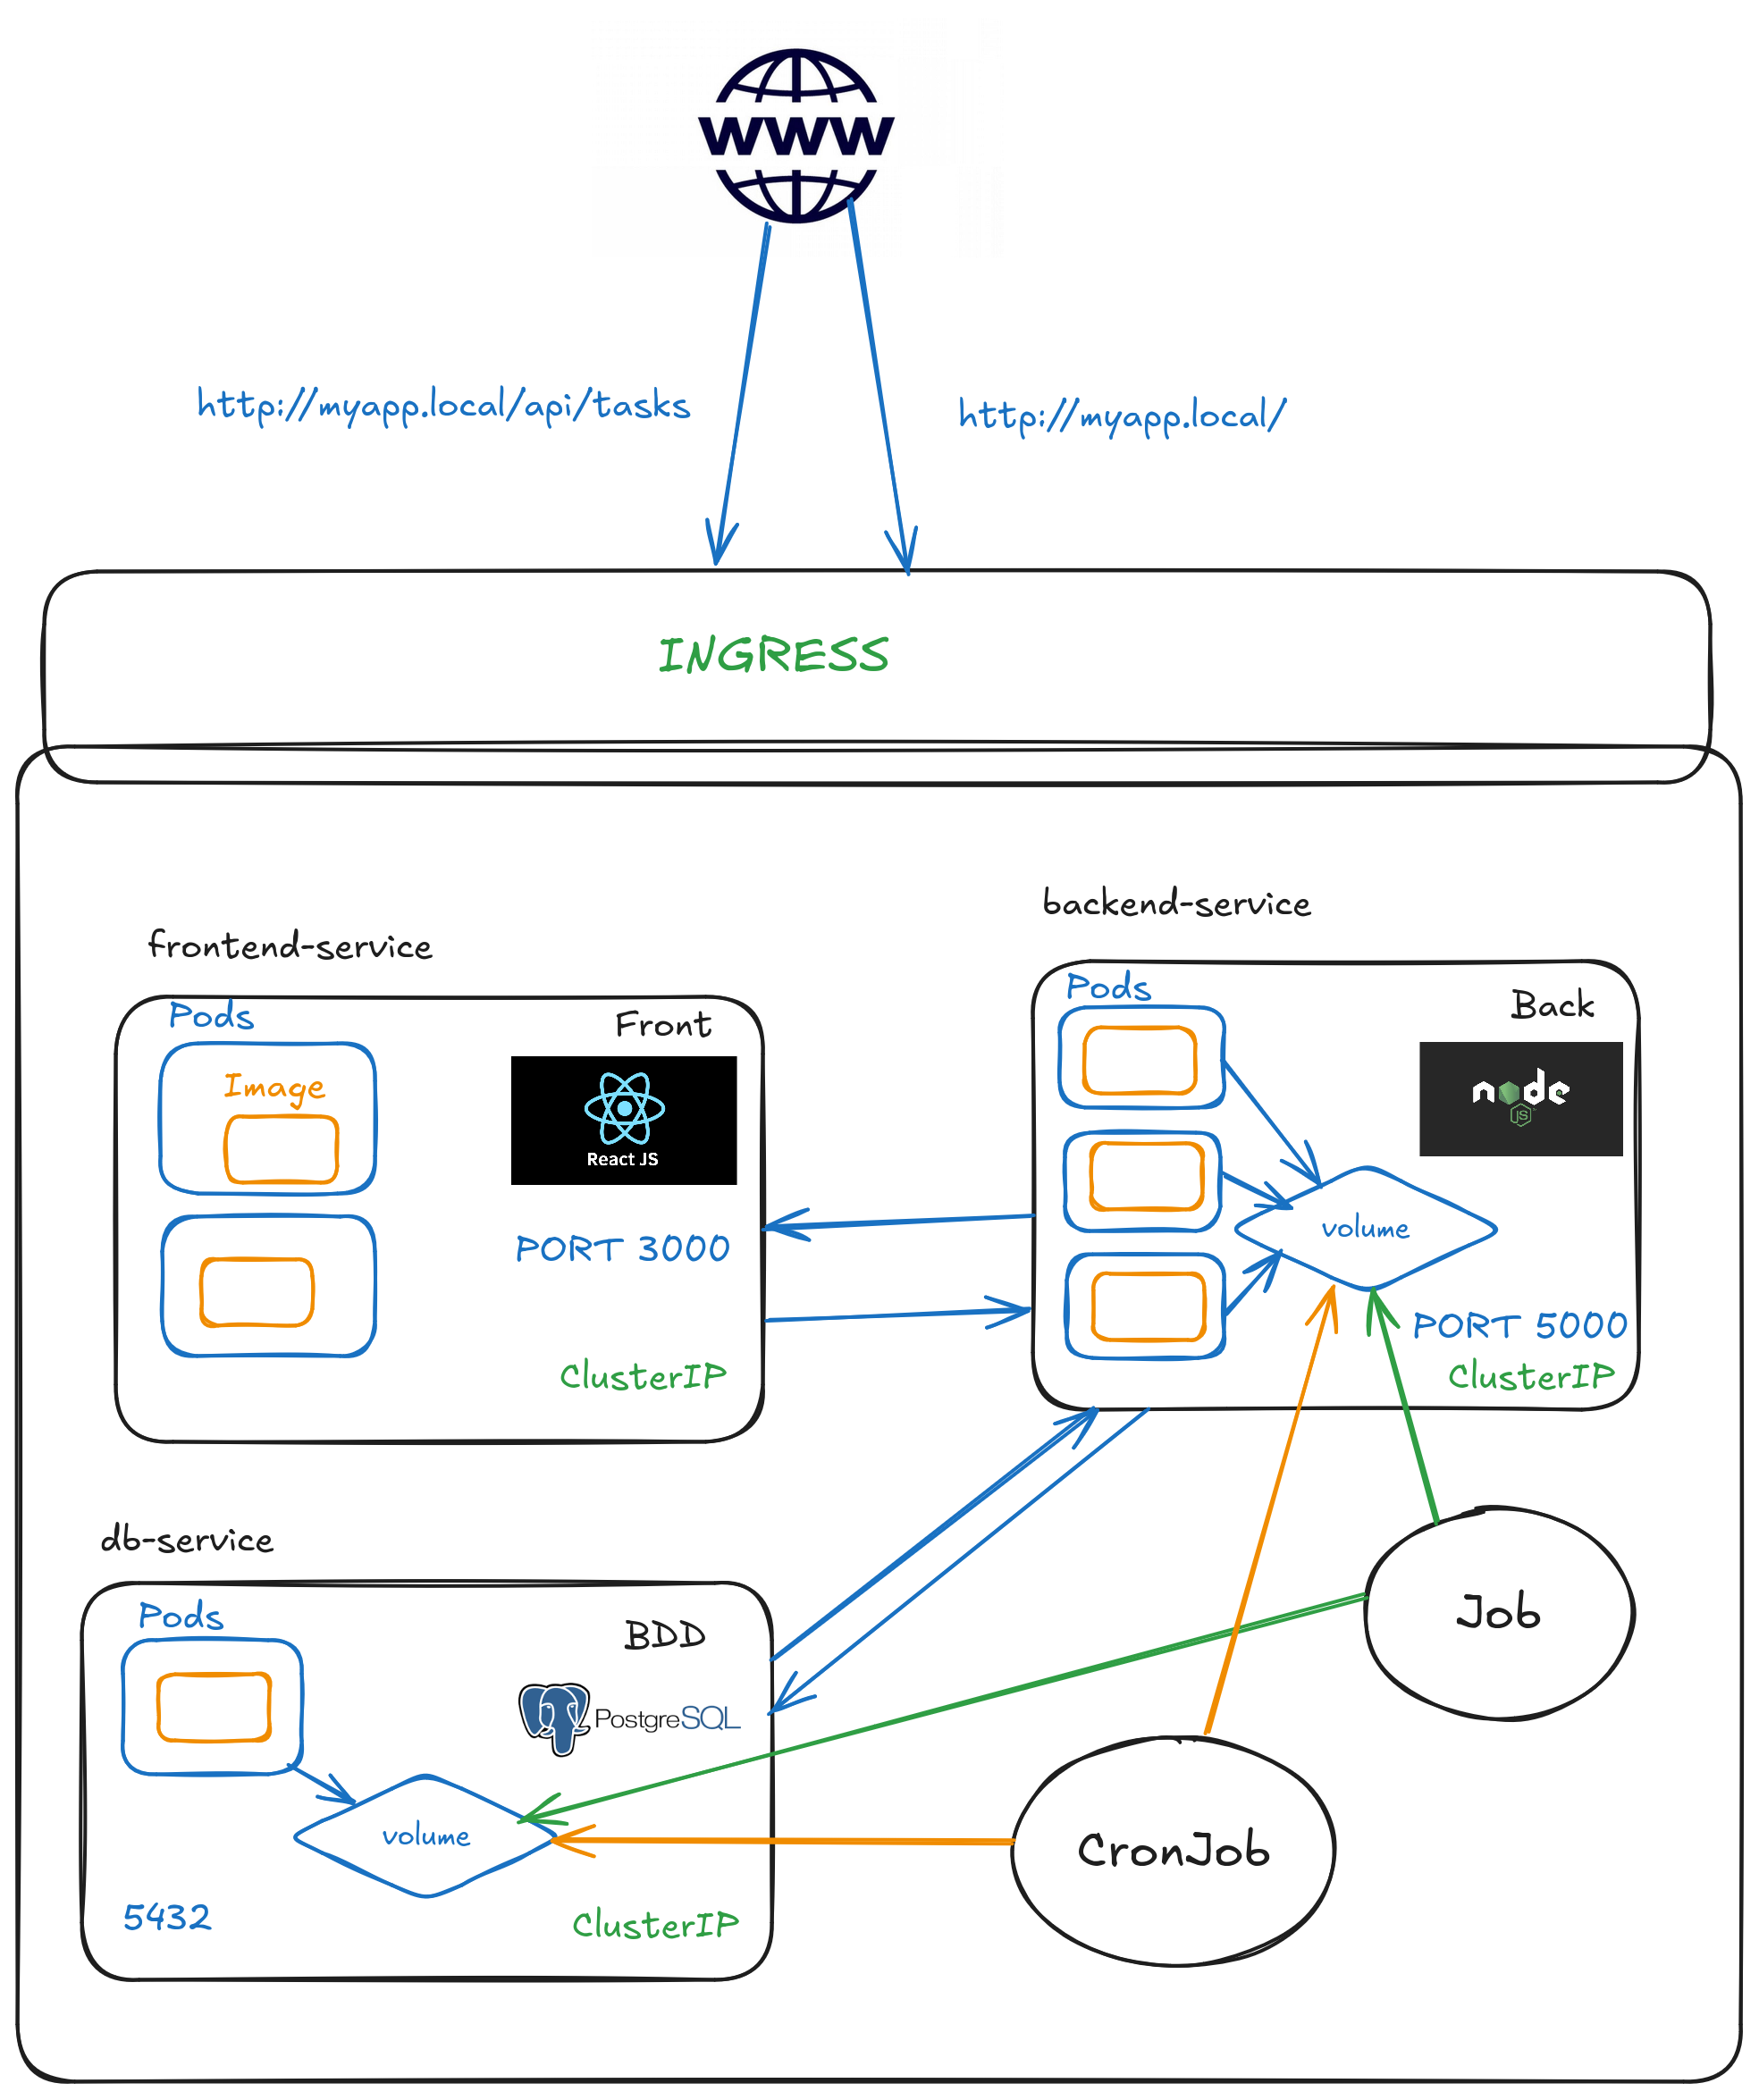 WWW
http://myapp.local/api/tasks
http://myapp.local/
INGRESS
backend-service
frontend-service
Pods
Front
Image
React JS
PORT 3000
ClusterIP
Pods
Back
node
JS
volume
PORT 5000
ClusterIP
db-service
Pods
BDD
PostgreSQL
volume
5432
ClusterIP
Job
CronJob